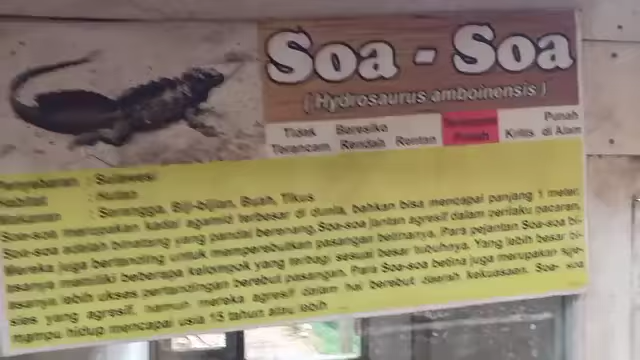 Soa - Soa
( Hydrosaurus amboinensis )
Tidak Terancam
Beresiko Rendah
Rentan
Punah
Kritis
Punah di Alam
Penyebaran : Sulawesi
Habitat : Hutan
Makanan : Serangga, Biji-bijian, Buah, Tikus
Soa-soa merupakan kadal agamid terbesar di dunia, bahkan bisa mencapai panjang 1 meter.
Soa-soa adalah binatang yang pandai berenang. Soa-soa jantan agresif dalam perilaku pacaran.
Mereka juga bertanding untuk memperebutkan pasangan betinanya. Para pejantan Soa-soa bi-
asanya memiliki beberapa kelompok yang terbagi sesuai besar tubuhnya. Yang lebih besar bi-
asanya lebih sukses pertandingan berebut pasangan. Para Soa-soa betina juga merupakan
sies yang agresif, namun mereka agresif dalam hal berebut daerah kekuasaan. Soa- soa
mampu hidup mencapai usia 15 tahun atau lebih